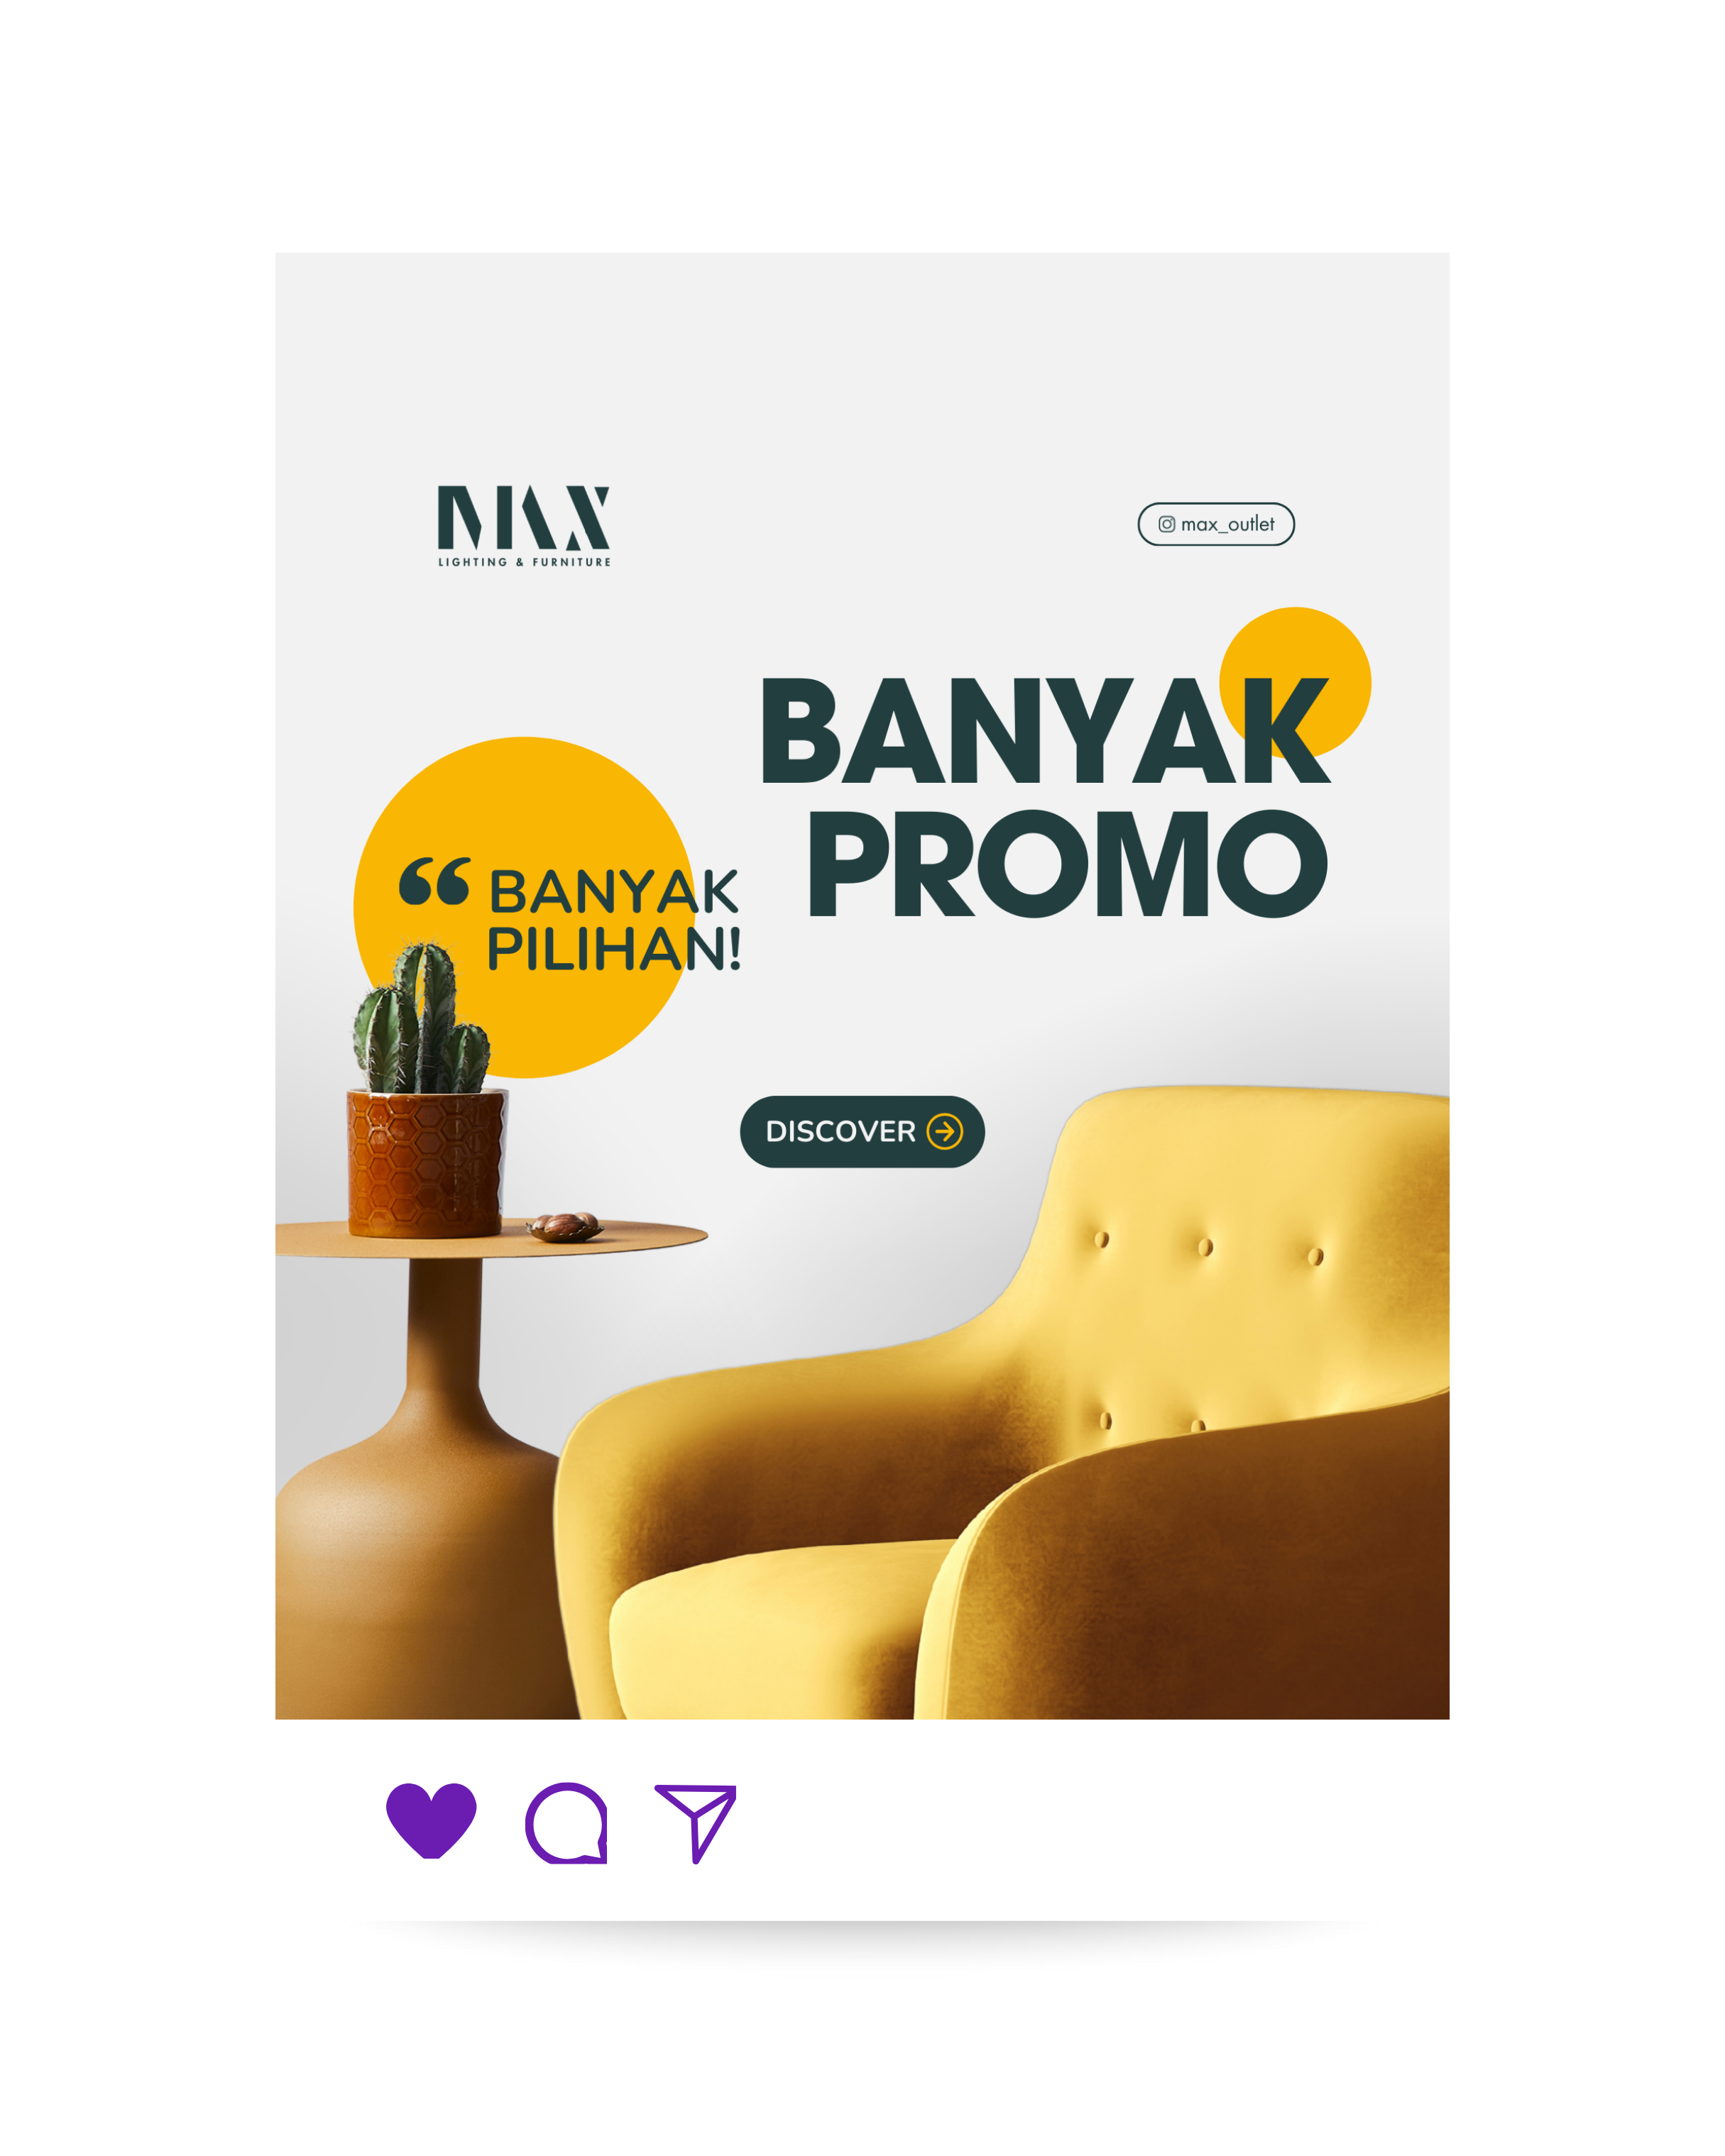 MAX
LIGHTING & FURNITURE
max_outlet
BANYAK
PROMO
“ BANYAK
PILIHAN!
DISCOVER